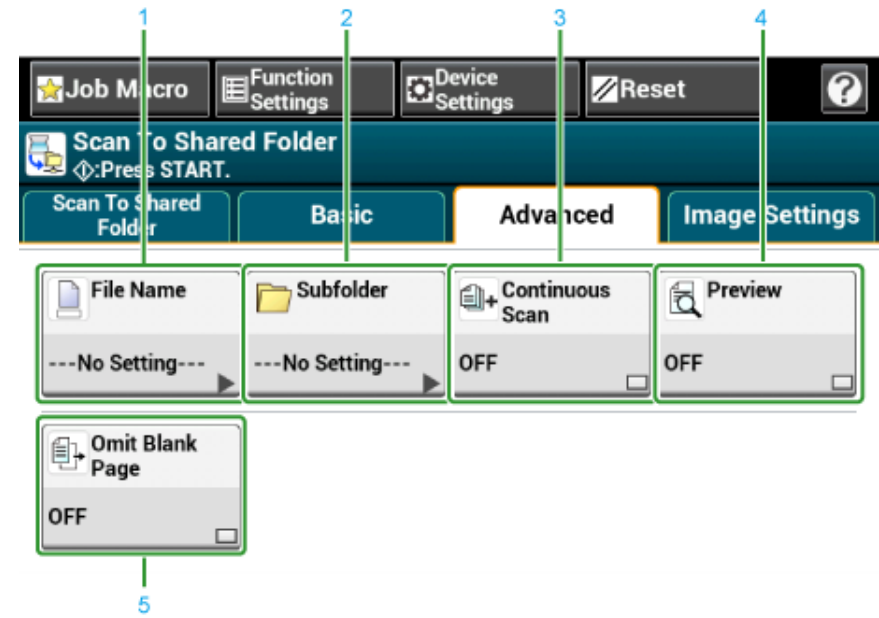 1 2 3 4
Job Macro Function Settings Device Settings Reset ?
Scan To Shared Folder
:Press START.
Scan To Shared Folder Basic Advanced Image Settings
File Name Subfolder Continuous Scan Preview
---No Setting--- ---No Setting--- OFF OFF
Omit Blank
Page
OFF
5